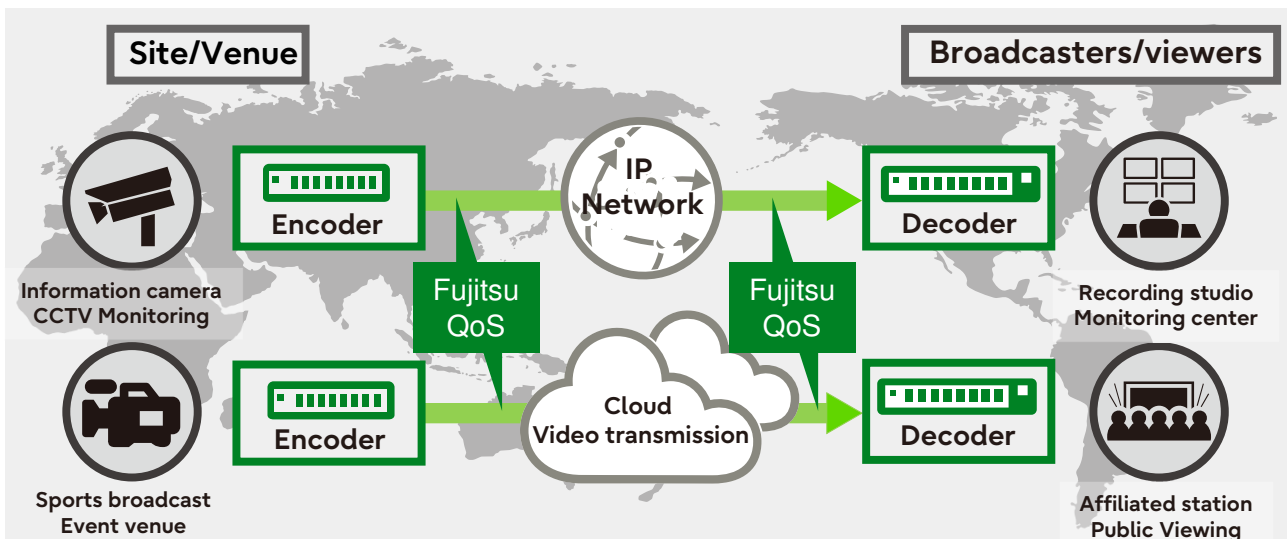 Site/Venue
Broadcasters/viewers
Encoder
IP
Network
Decoder
Information camera
CCTV Monitoring
Fujitsu
QoS
Fujitsu
QoS
Recording studio
Monitoring center
Encoder
Cloud
Video transmission
Decoder
Sports broadcast
Event venue
Affiliated station
Public Viewing